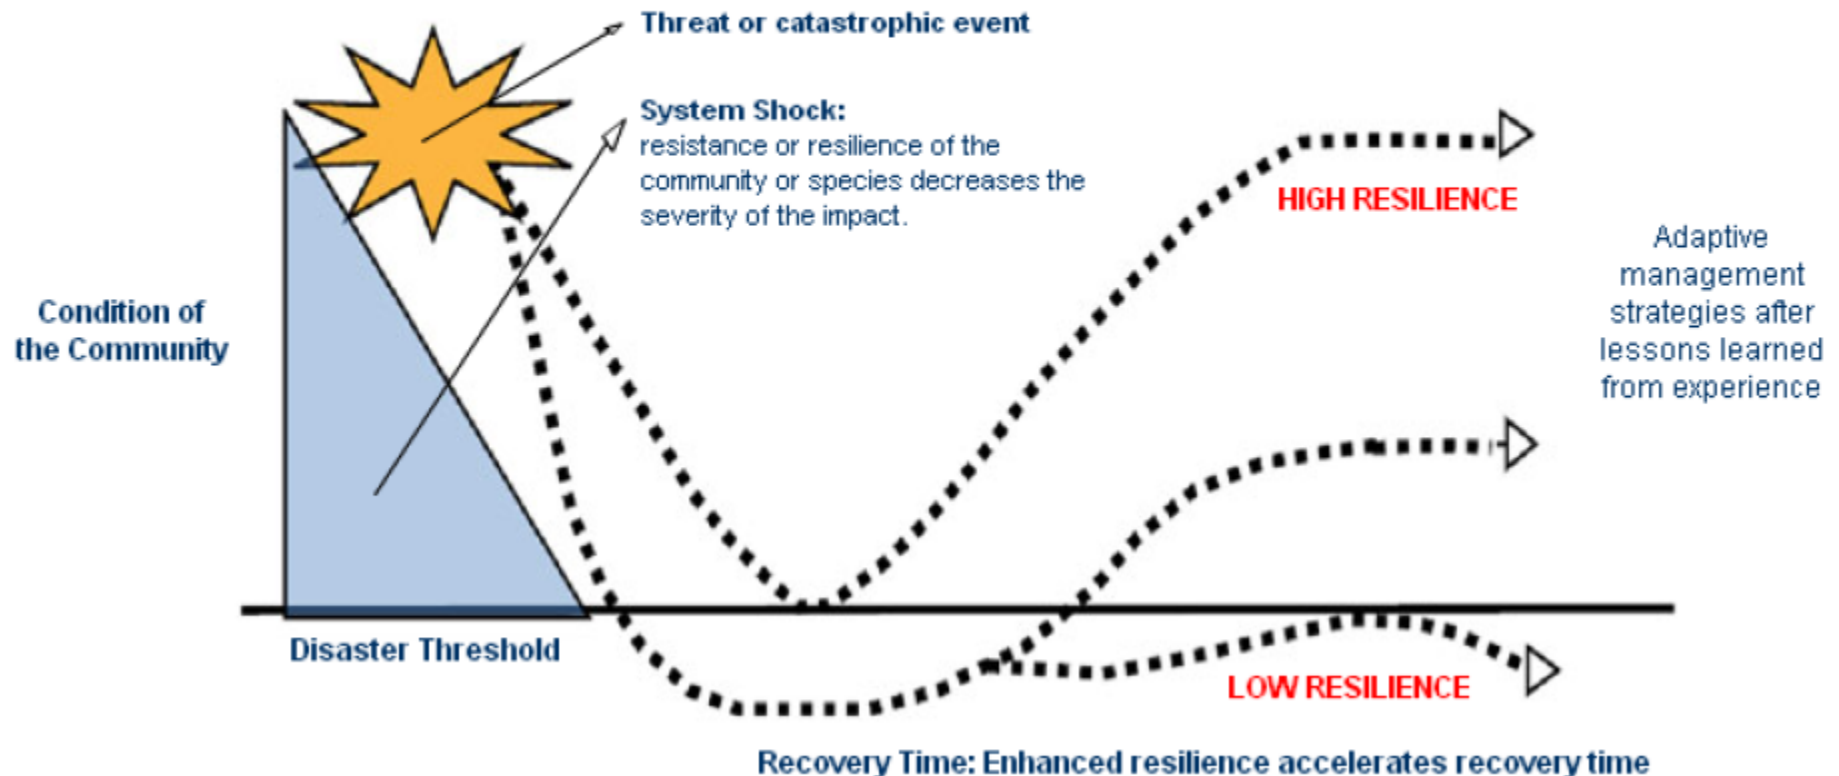 Threat or catastrophic event
System Shock:
resistance or resilience of the
community or species decreases the
severity of the impact.
HIGH RESILIENCE
Adaptive
management
strategies after
lessons learned
from experience
Condition of
the Community
Disaster Threshold
LOW RESILIENCE
Recovery Time: Enhanced resilience accelerates recovery time